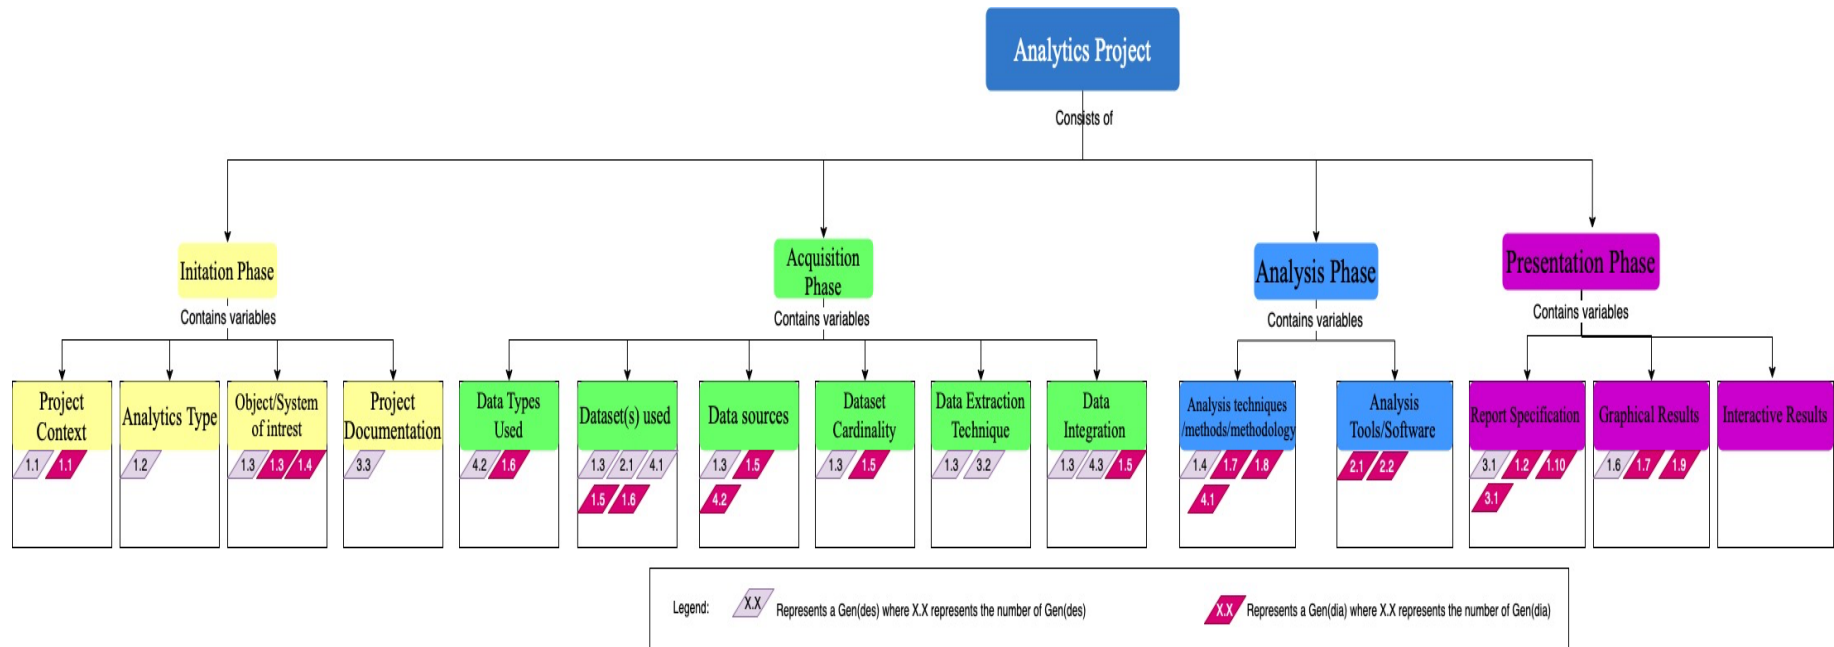 Analytics Project
Consists of
Initation Phase
Acquisition
Phase
Analysis Phase
Presentation Phase
Contains variables
Contains variables
Contains variables
Contains variables
Project
Context
Analytics Type
Object/System
of intrest
Project
Documentation
Data Types
Used
Dataset(s) used
Data sources
Dataset
Cardinality
Data Extraction
Technique
Data
Integration
Analysis techniques
/methods/methodology
Analysis
Tools/Software
Report Specification
Graphical Results
Interactive Results
1.1 1.1
1.2
1.3 1.3 1.4
3.3
4.2 1.6
1.3 2.1 4.1
1.5 1.6
1.3 1.5
4.2
1.3 1.5
1.3 3.2
1.3 4.3 1.5
1.4 1.7 1.8
4.1
2.1 2.2
3.1 1.2 1.10
3.1
1.6 1.7 1.9
Legend:
X.X Represents a Gen(des) where X.X represents the number of Gen(des)
X.X Represents a Gen(dia) where X.X represents the number of Gen(dia)